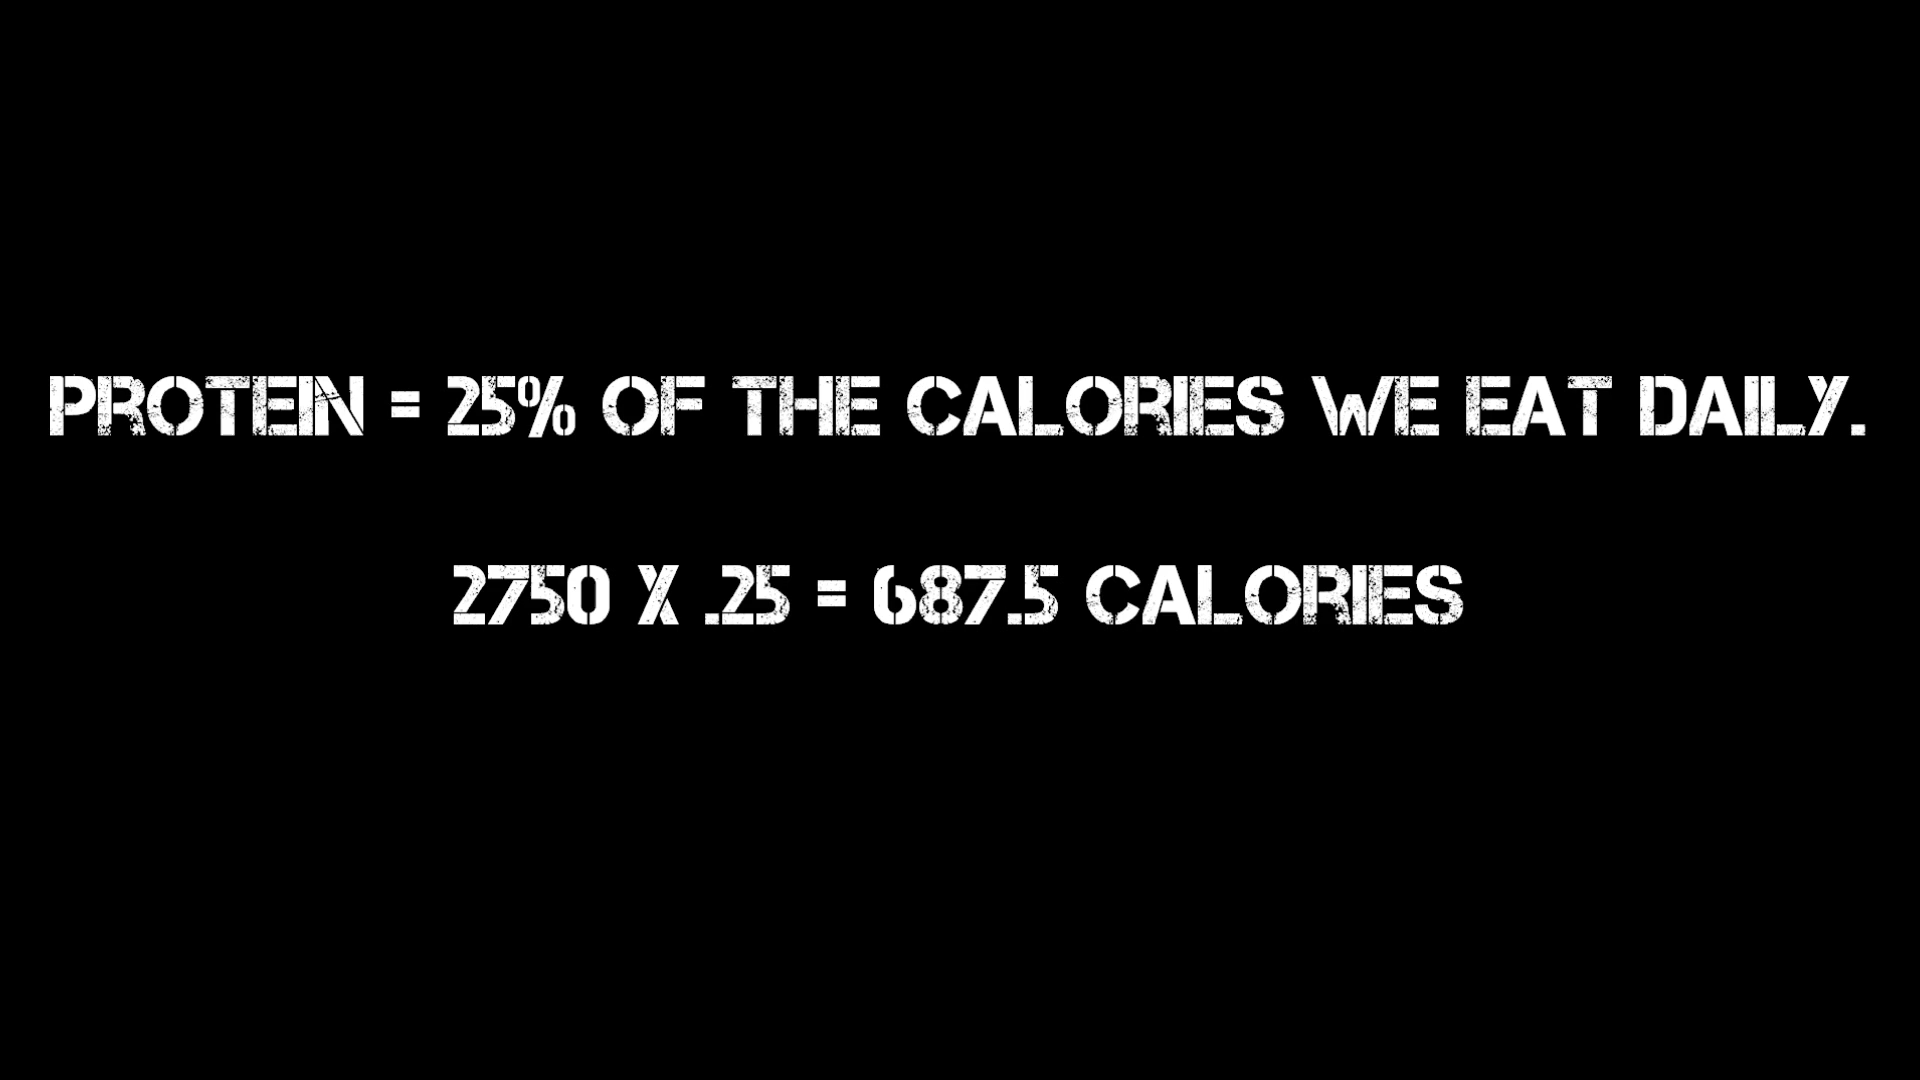 PROTEIN = 25% OF THE CALORIES WE EAT DAILY.
2750 X .25 = 687.5 CALORIES